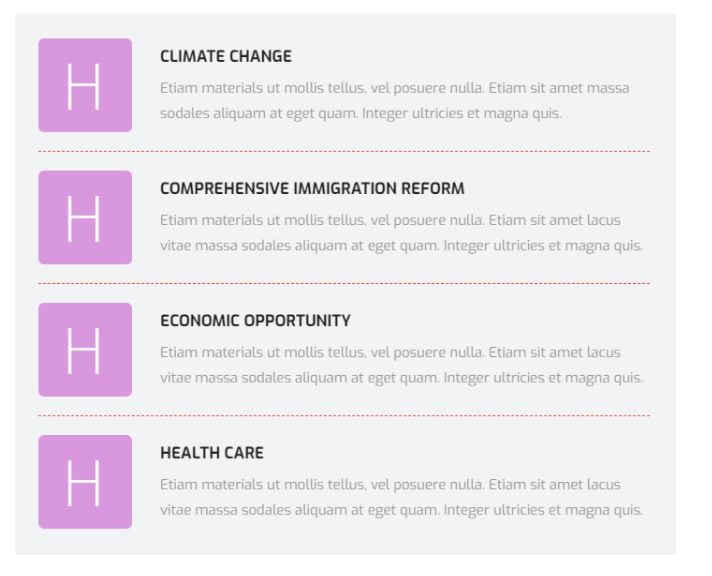 H
CLIMATE CHANGE
Etiam materials ut mollis tellus, vel posuere nulla. Etiam sit amet massa
sodales aliquam at eget quam. Integer ultricies et magna quis.
H
COMPREHENSIVE IMMIGRATION REFORM
Etiam materials ut mollis tellus, vel posuere nulla. Etiam sit amet lacus
vitae massa sodales aliquam at eget quam. Integer ultricies et magna quis.
H
ECONOMIC OPPORTUNITY
Etiam materials ut mollis tellus, vel posuere nulla. Etiam sit amet lacus
vitae massa sodales aliquam at eget quam. Integer ultricies et magna quis.
H
HEALTH CARE
Etiam materials ut mollis tellus, vel posuere nulla. Etiam sit amet lacus
vitae massa sodales aliquam at eget quam. Integer ultricies et magna quis.